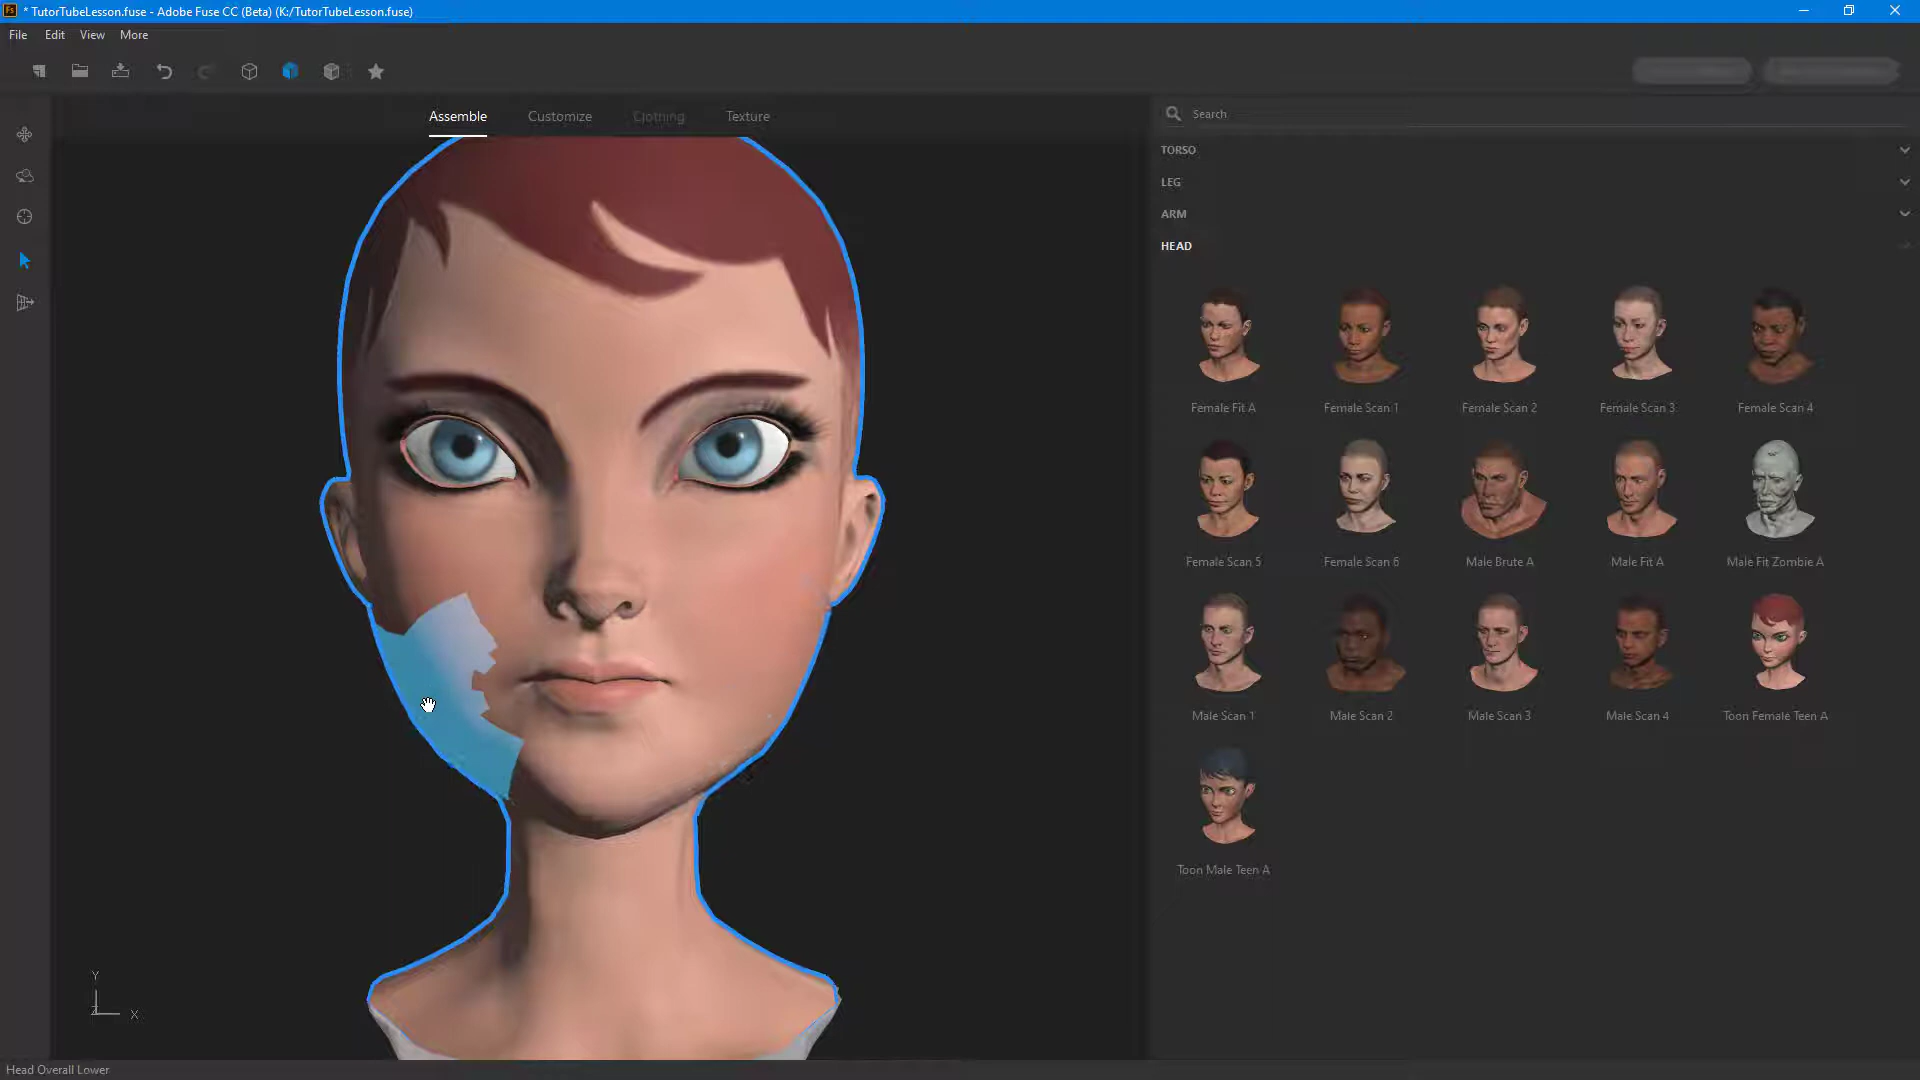 Fs * TutorTubeLesson.fuse - Adobe Fuse CC (Beta) (K:/TutorTubeLesson.fuse)
File Edit View More
Assemble Customize Clothing Texture
Search
TORSO
LEG
ARM
HEAD
Female Fit A Female Scan 1 Female Scan 2 Female Scan 3 Female Scan 4
Female Scan 5 Female Scan 6 Male Brute A Male Fit A Male Fit Zombie A
Male Scan 1 Male Scan 2 Male Scan 3 Male Scan 4 Toon Female Teen A
Toon Male Teen A
Y
Z X
Head Overall Lower